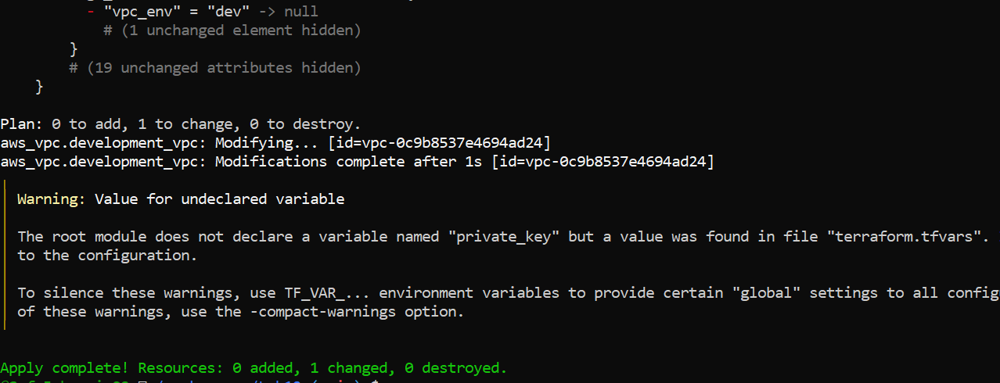 - "vpc_env" = "dev" -> null
# (1 unchanged element hidden)
}
# (19 unchanged attributes hidden)
}
Plan: 0 to add, 1 to change, 0 to destroy.
aws_vpc.development_vpc: Modifying... [id=vpc-0c9b8537e4694ad24]
aws_vpc.development_vpc: Modifications complete after 1s [id=vpc-0c9b8537e4694ad24]
Warning: Value for undeclared variable
The root module does not declare a variable named "private_key" but a value was found in file "terraform.tfvars".
to the configuration.
To silence these warnings, use TF_VAR_... environment variables to provide certain "global" settings to all config
of these warnings, use the -compact-warnings option.
Apply complete! Resources: 0 added, 1 changed, 0 destroyed.